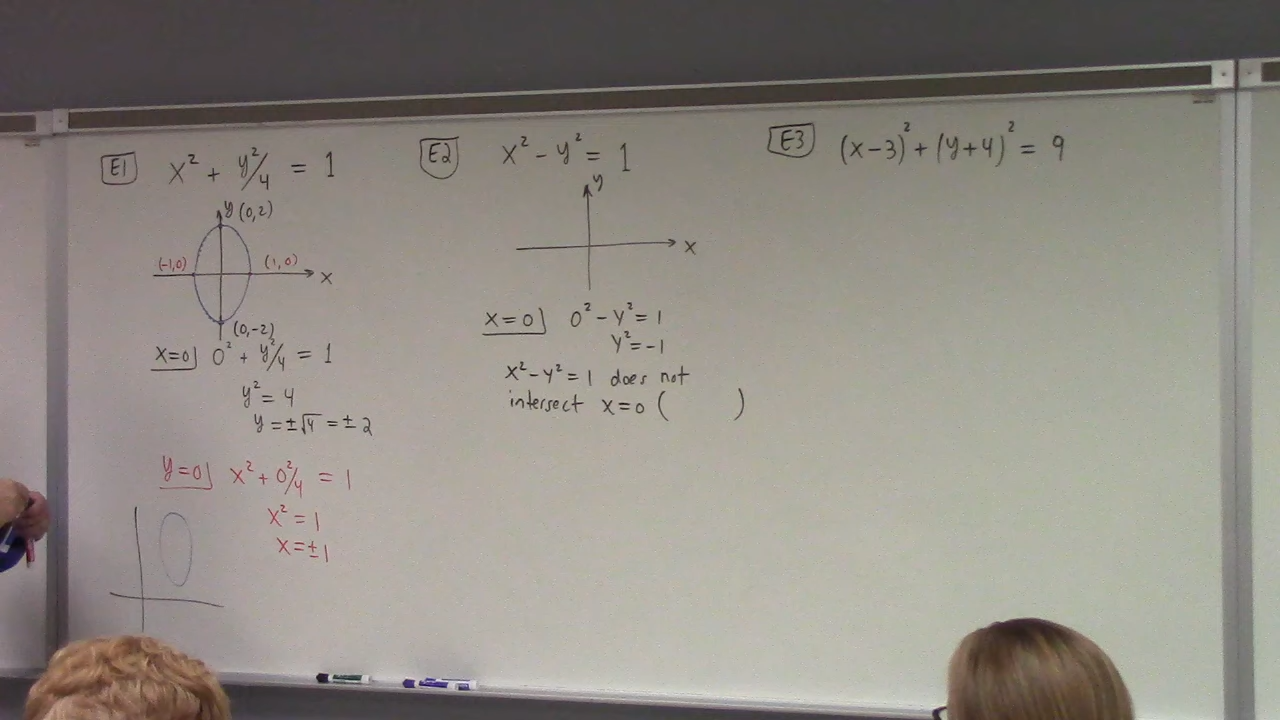 E1 x² + y²/4 = 1
y (0,2)
(-1,0) (1,0) x
(0,-2)
x=0 0² + y²/4 = 1
y² = 4
y = ±√4 = ± 2
y=0 x² + 0²/4 = 1
x² = 1
x = ±1
E2 x² - y² = 1
y
x
x=0 0² - y² = 1
y² = -1
x² - y² = 1 does not
intersect x=0 ( )
E3 (x-3)² + (y+4)² = 9